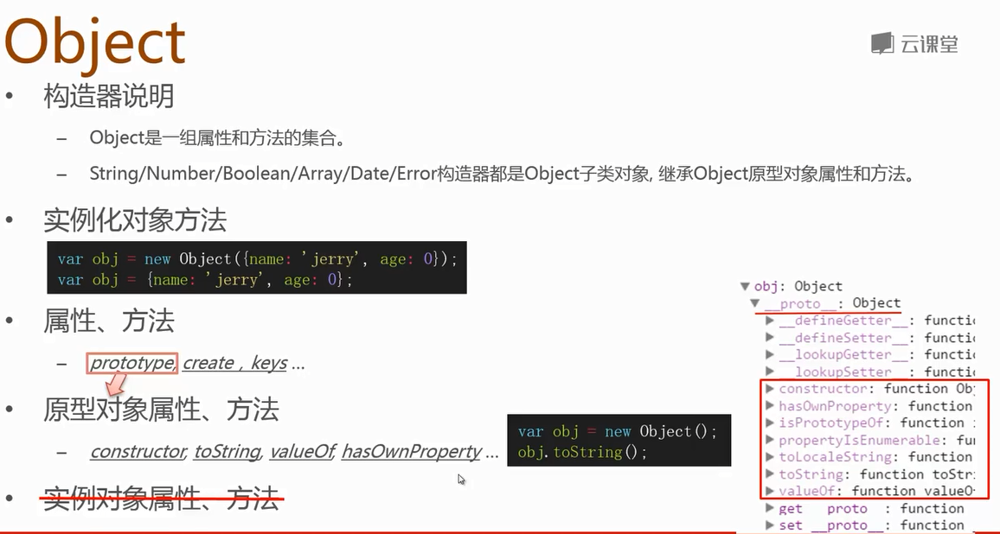 Object
云课堂
• 构造器说明
– Object是一组属性和方法的集合。
– String/Number/Boolean/Array/Date/Error构造器都是Object子类对象, 继承Object原型对象属性和方法。
• 实例化对象方法
var obj = new Object({name: 'jerry', age: 0});
var obj = {name: 'jerry', age: 0};
• 属性、方法
– prototype, create , keys ...
• 原型对象属性、方法
– constructor, toString, valueOf, hasOwnProperty ...
var obj = new Object();
obj.toString();
• 实例对象属性、方法
▼ obj: Object
▼ __proto__: Object
▶ __defineGetter__: functio
▶ __defineSetter__: functio
▶ __lookupGetter__: functio
▶ __lookupSetter__: functio
▶ constructor: function Obj
▶ hasOwnProperty: function
▶ isPrototypeOf: function i
▶ propertyIsEnumerable: fun
▶ toLocaleString: function
▶ toString: function toStri
▶ valueOf: function valueO
▶ get __proto__: function
▶ set __proto__: function